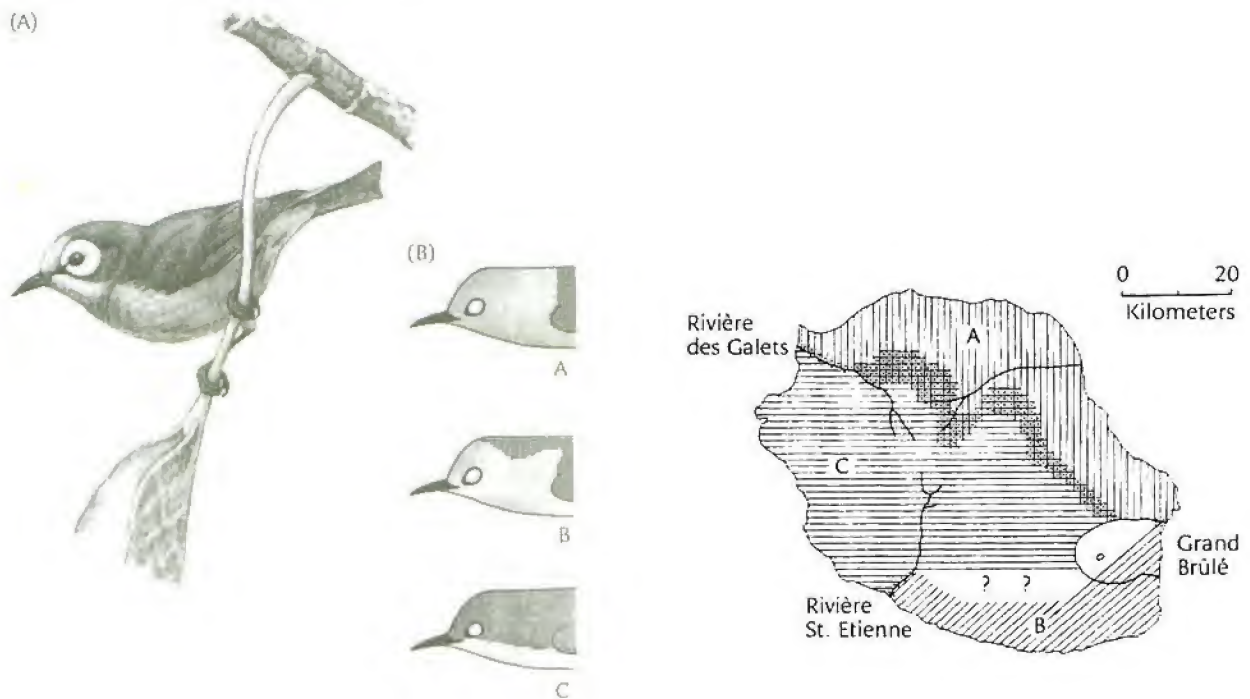 (A)
(B)
A
B
C
0 20
Kilometers
Rivière
des Galets
A
C
Grand
Brûlé
? ?
Rivière
St. Etienne
B